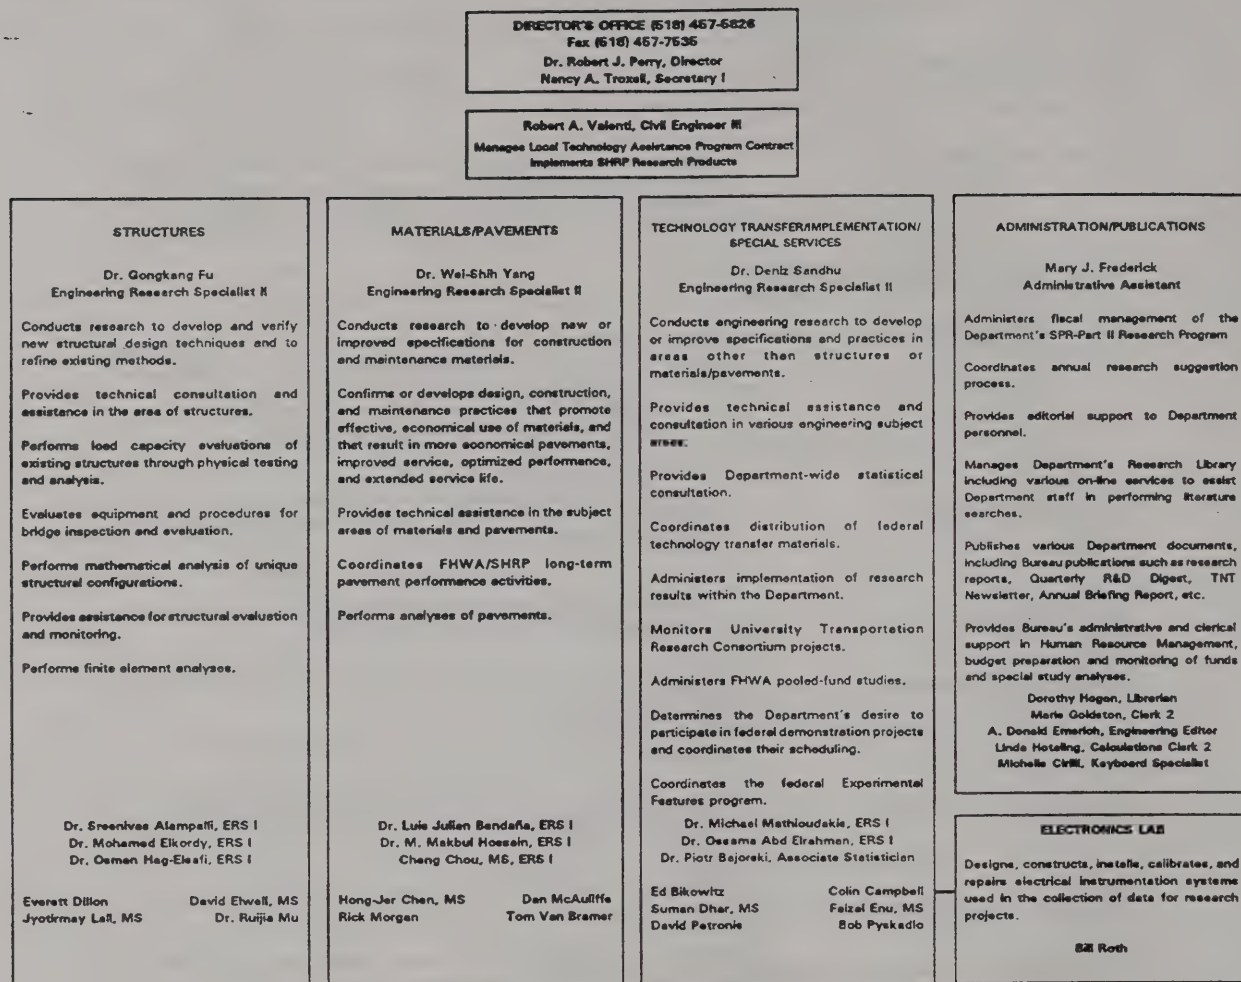 DIRECTOR'S OFFICE (518) 457-5826
Fax (518) 457-7535
Dr. Robert J. Perry, Director
Nancy A. Troxell, Secretary I
Robert A. Valenti, Civil Engineer III
Manages Local Technology Assistance Program Contract
Implements SHRP Research Products
STRUCTURES
Dr. Gongkang Fu
Engineering Research Specialist II
Conducts research to develop and verify
new structural design techniques and to
refine existing methods.
Provides technical consultation and
assistance in the area of structures.
Performs load capacity evaluations of
existing structures through physical testing
and analysis.
Evaluates equipment and procedures for
bridge inspection and evaluation.
Performs mathematical analysis of unique
structural configurations.
Provides assistance for structural evaluation
and monitoring.
Performs finite element analyses.
Dr. Sreenivas Alampalli, ERS I
Dr. Mohamed Elkordy, ERS I
Dr. Osman Hag-Elsafi, ERS I
Everett Dillon David Elwell, MS
Jyotirmay Lall, MS Dr. Ruijia Mu
MATERIALS/PAVEMENTS
Dr. Wei-Shih Yang
Engineering Research Specialist II
Conducts research to develop new or
improved specifications for construction
and maintenance materials.
Confirms or develops design, construction,
and maintenance practices that promote
effective, economical use of materials, and
that result in more economical pavements,
improved service, optimized performance,
and extended service life.
Provides technical assistance in the subject
areas of materials and pavements.
Coordinates FHWA/SHRP long-term
pavement performance activities.
Performs analyses of pavements.
Dr. Luis Julian Bendaña, ERS I
Dr. M. Makbul Hossain, ERS I
Cheng Chou, MS, ERS I
Hong-Jer Chen, MS Dan McAuliffe
Rick Morgan Tom Van Bramer
TECHNOLOGY TRANSFER/IMPLEMENTATION/
SPECIAL SERVICES
Dr. Deniz Sandhu
Engineering Research Specialist II
Conducts engineering research to develop
or improve specifications and practices in
areas other than structures or
materials/pavements.
Provides technical assistance and
consultation in various engineering subject
areas.
Provides Department-wide statistical
consultation.
Coordinates distribution of federal
technology transfer materials.
Administers implementation of research
results within the Department.
Monitors University Transportation
Research Consortium projects.
Administers FHWA pooled-fund studies.
Determines the Department's desire to
participate in federal demonstration projects
and coordinates their scheduling.
Coordinates the federal Experimental
Features program.
Dr. Michael Mathioudakis, ERS I
Dr. Ossama Abd Elrahman, ERS I
Dr. Piotr Bajorski, Associate Statistician
Ed Bikowitz Colin Campbell
Suman Dhar, MS Faizal Enu, MS
David Petronis Bob Pyskadlo
ADMINISTRATION/PUBLICATIONS
Mary J. Frederick
Administrative Assistant
Administers fiscal management of the
Department's SPR-Part II Research Program
Coordinates annual research suggestion
process.
Provides editorial support to Department
personnel.
Manages Department's Research Library
including various on-line services to assist
Department staff in performing literature
searches.
Publishes various Department documents,
including Bureau publications such as research
reports, Quarterly R&D Digest, TNT
Newsletter, Annual Briefing Report, etc.
Provides Bureau's administrative and clerical
support in Human Resource Management,
budget preparation and monitoring of funds
and special study analyses.
Dorothy Hogan, Librarian
Marie Goldston, Clerk 2
A. Donald Emerich, Engineering Editor
Linda Hoteling, Calculations Clerk 2
Michelle Cirilli, Keyboard Specialist
ELECTRONICS LAB
Designs, constructs, installs, calibrates, and
repairs electrical instrumentation systems
used in the collection of data for research
projects.
Bill Roth